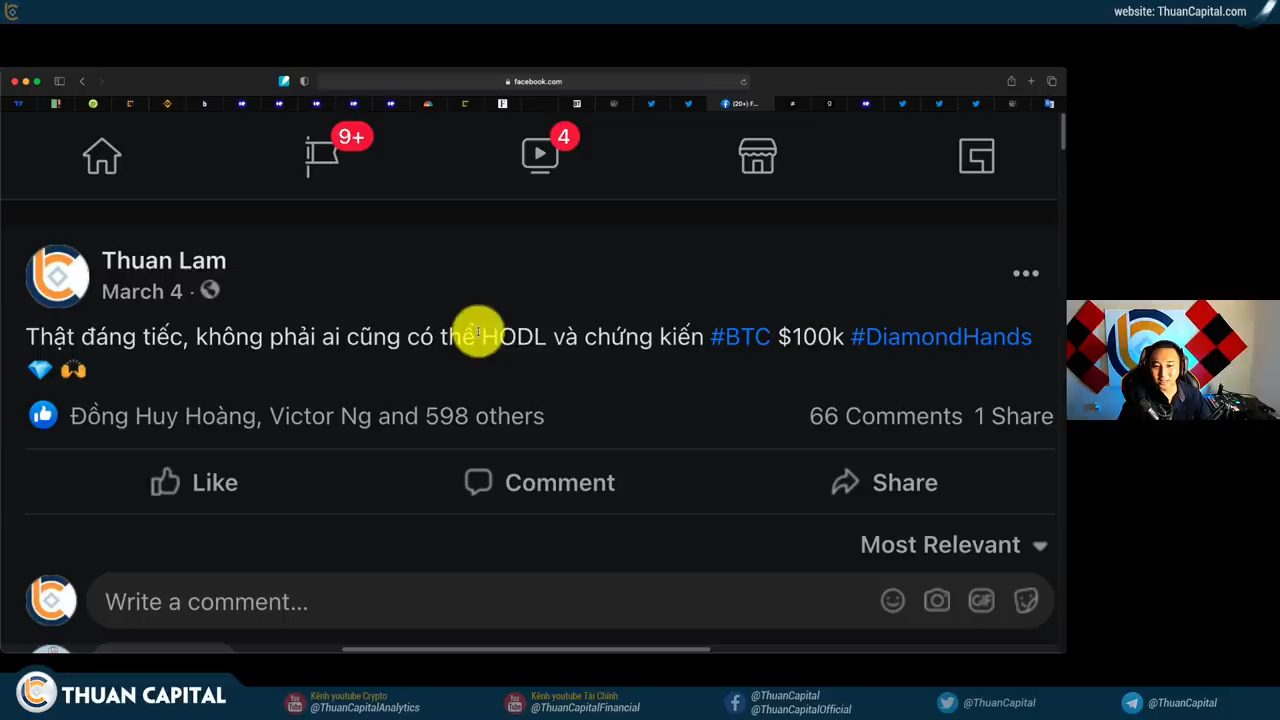 website: ThuanCapital.com
facebook.com
(20+) F...
9+
4
Thuan Lam
March 4 ·
Thật đáng tiếc, không phải ai cũng có thể HODL và chứng kiến #BTC $100k #DiamondHands
💎 🙌
Đồng Huy Hoàng, Victor Ng and 598 others
66 Comments 1 Share
Like
Comment
Share
Most Relevant
Write a comment...
GIF
THUAN CAPITAL
Kênh youtube Crypto
@ThuanCapitalAnalytics
Kênh youtube Tài Chính
@ThuanCapitalFinancial
@ThuanCapital
@ThuanCapitalOfficial
@ThuanCapital
@ThuanCapital